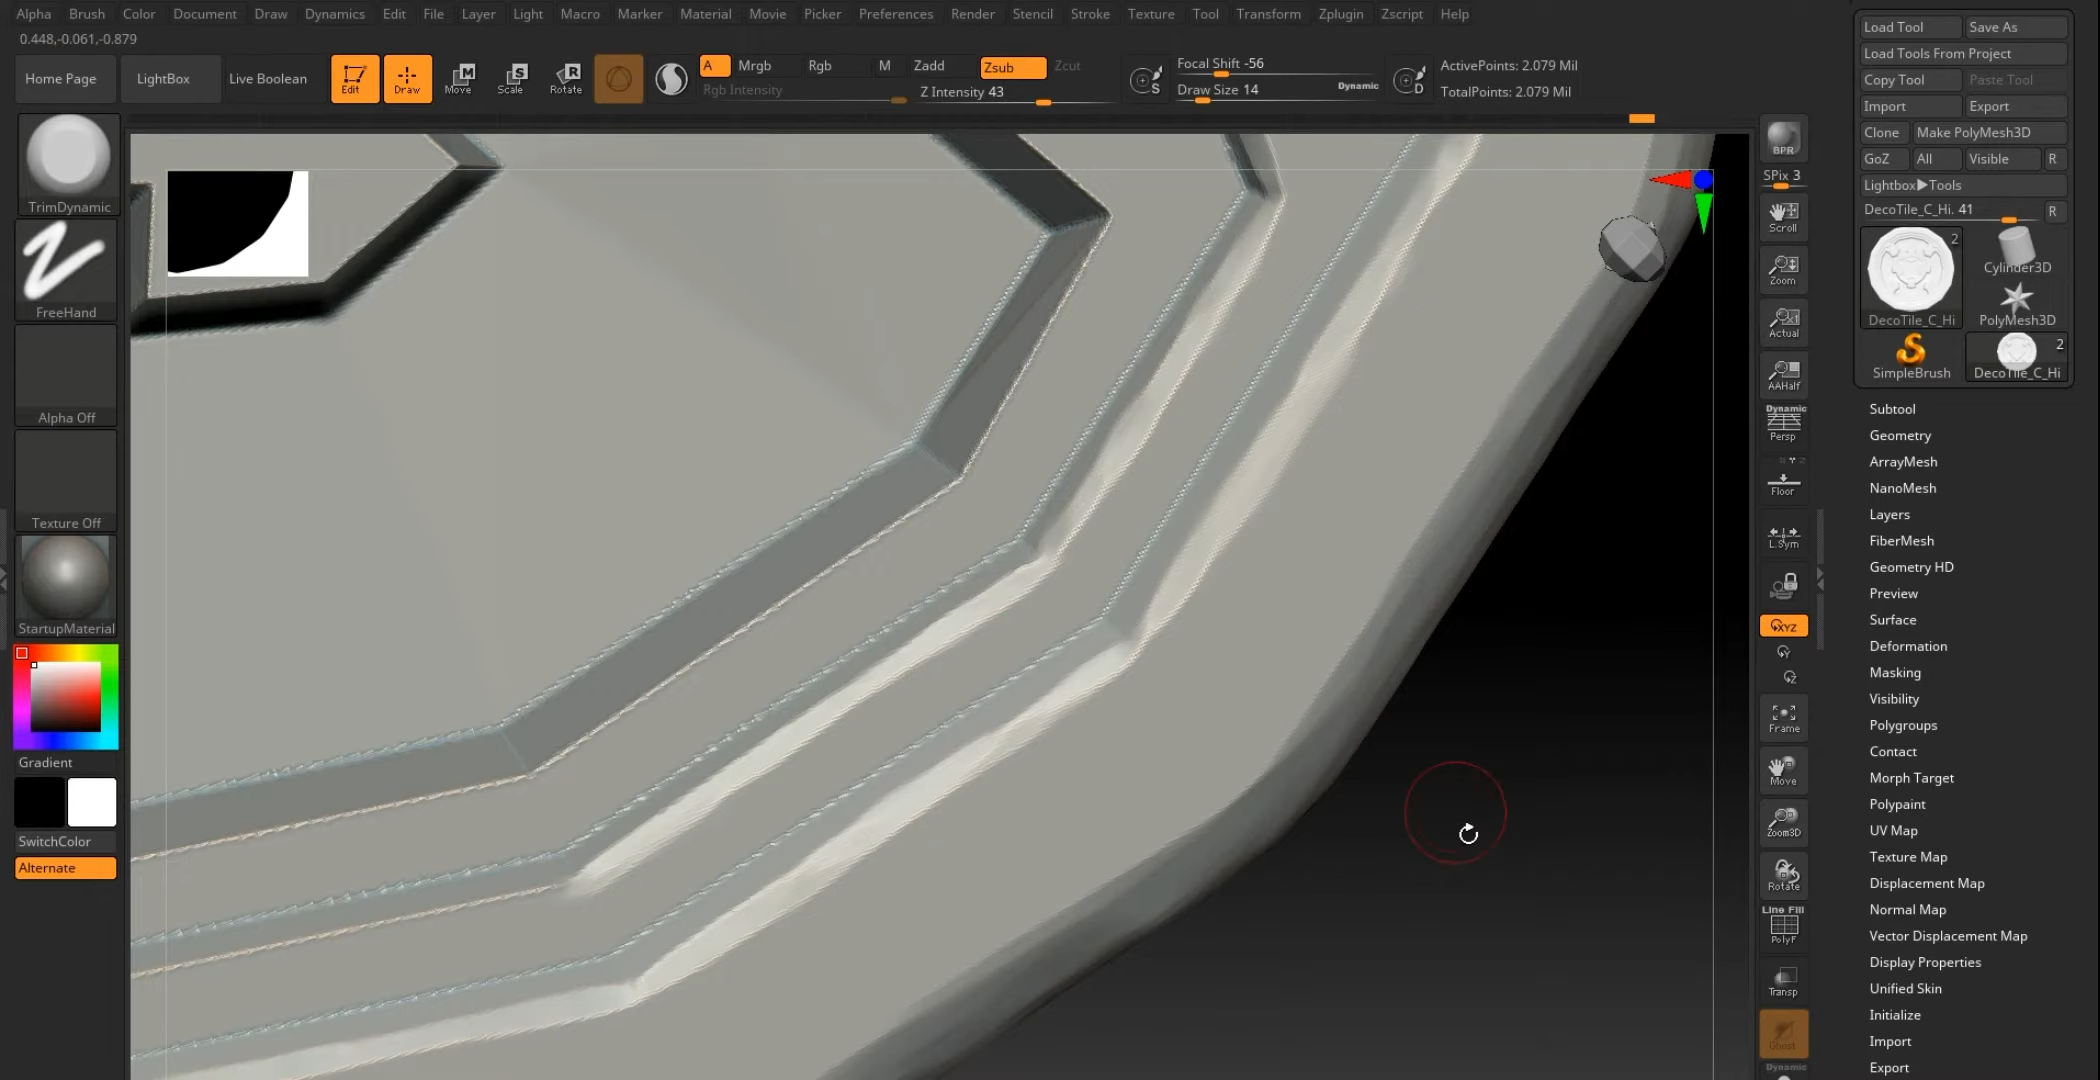 Alpha Brush Color Document Draw Dynamics Edit File Layer Light Macro Marker Material Movie Picker Preferences Render Stencil Stroke Texture Tool Transform Zplugin Zscript Help
0.448,-0.061,-0.879
Home Page
LightBox
Live Boolean
Edit
Draw
Move
Scale
Rotate
A
Mrgb
Rgb
M
Zadd
Zsub
Zcut
Rgb Intensity
Z Intensity 43
Focal Shift -56
Draw Size 14
Dynamic
S
D
ActivePoints: 2.079 Mil
TotalPoints: 2.079 Mil
TrimDynamic
FreeHand
Alpha Off
Texture Off
StartupMaterial
Gradient
SwitchColor
Alternate
BPR
SPix 3
Scroll
Zoom
Actual
AAHalf
Dynamic
Persp
Floor
L.Sym
XYZ
Y
Z
Frame
Move
Zoom3D
Rotate
Line Fill
PolyF
Transp
Ghost
Dynamic
Load Tool
Save As
Load Tools From Project
Copy Tool
Paste Tool
Import
Export
Clone
Make PolyMesh3D
GoZ
All
Visible
R
Lightbox▶Tools
DecoTile_C_Hi. 41
R
2
DecoTile_C_Hi
Cylinder3D
PolyMesh3D
SimpleBrush
2
DecoTile_C_Hi
Subtool
Geometry
ArrayMesh
NanoMesh
Layers
FiberMesh
Geometry HD
Preview
Surface
Deformation
Masking
Visibility
Polygroups
Contact
Morph Target
Polypaint
UV Map
Texture Map
Displacement Map
Normal Map
Vector Displacement Map
Display Properties
Unified Skin
Initialize
Import
Export